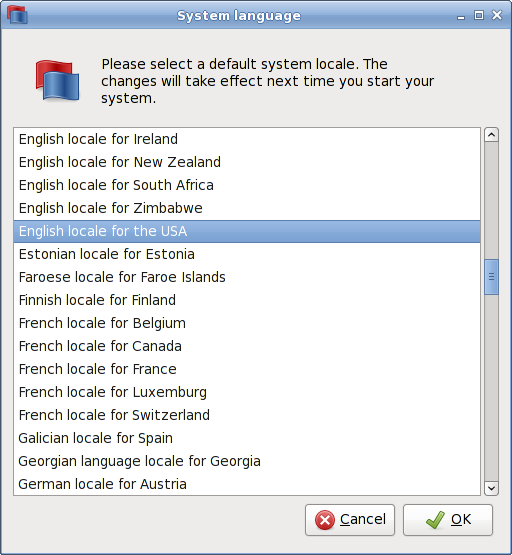 System language
Please select a default system locale. The
changes will take effect next time you start your
system.
English locale for Ireland
English locale for New Zealand
English locale for South Africa
English locale for Zimbabwe
English locale for the USA
Estonian locale for Estonia
Faroese locale for Faroe Islands
Finnish locale for Finland
French locale for Belgium
French locale for Canada
French locale for France
French locale for Luxemburg
French locale for Switzerland
Galician locale for Spain
Georgian language locale for Georgia
German locale for Austria
Cancel
OK